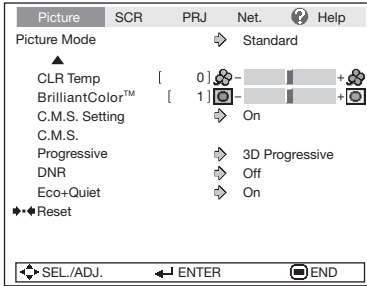 Picture SCR PRJ Net. Help
Picture Mode Standard
CLR Temp [ 0 ] - +
BrilliantColor™ [ 1 ] - +
C.M.S. Setting On
C.M.S.
Progressive 3D Progressive
DNR Off
Eco+Quiet On
Reset
SEL./ADJ. ENTER END